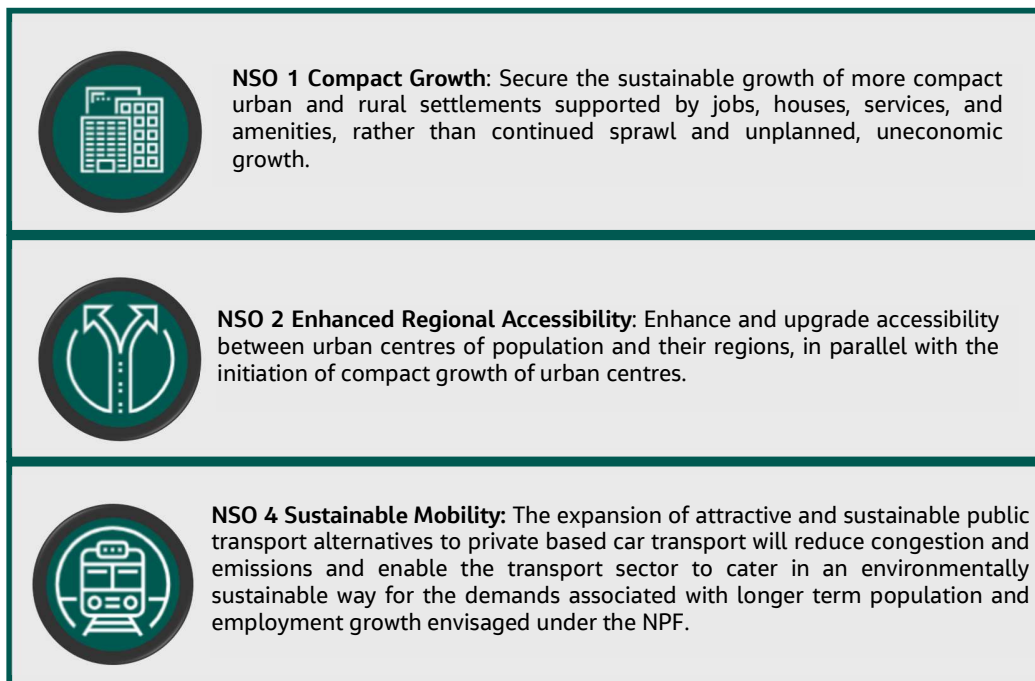 NSO 1 Compact Growth: Secure the sustainable growth of more compact
urban and rural settlements supported by jobs, houses, services, and
amenities, rather than continued sprawl and unplanned, uneconomic
growth.
NSO 2 Enhanced Regional Accessibility: Enhance and upgrade accessibility
between urban centres of population and their regions, in parallel with the
initiation of compact growth of urban centres.
NSO 4 Sustainable Mobility: The expansion of attractive and sustainable public
transport alternatives to private based car transport will reduce congestion and
emissions and enable the transport sector to cater in an environmentally
sustainable way for the demands associated with longer term population and
employment growth envisaged under the NPF.